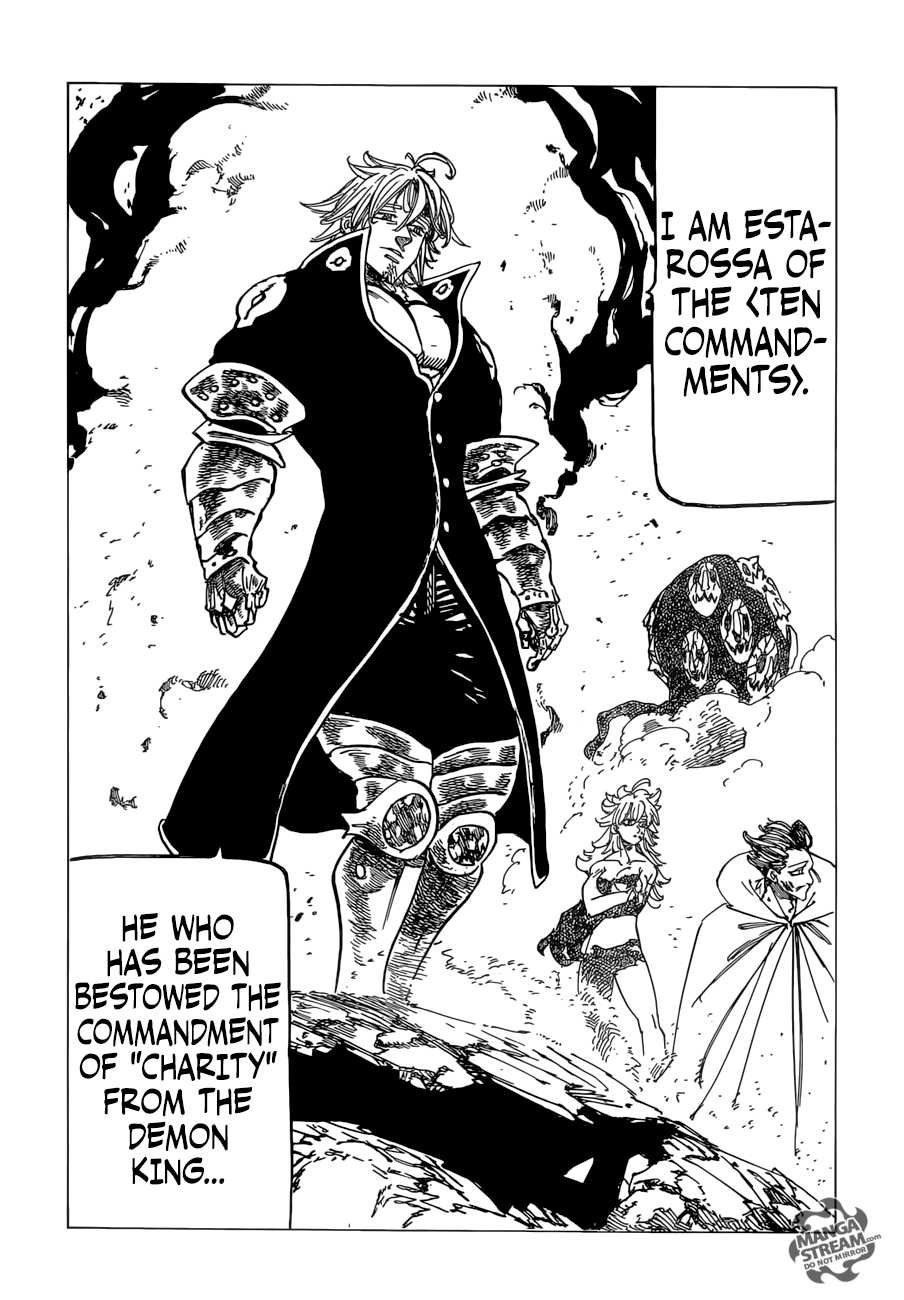 I AM ESTA-
ROSSA OF
THE <TEN
COMMAND-
MENTS>.
HE WHO
HAS BEEN
BESTOWED THE
COMMANDMENT
OF "CHARITY"
FROM THE
DEMON
KING...
MANGA
STREAM.com
DO NOT MIRROR